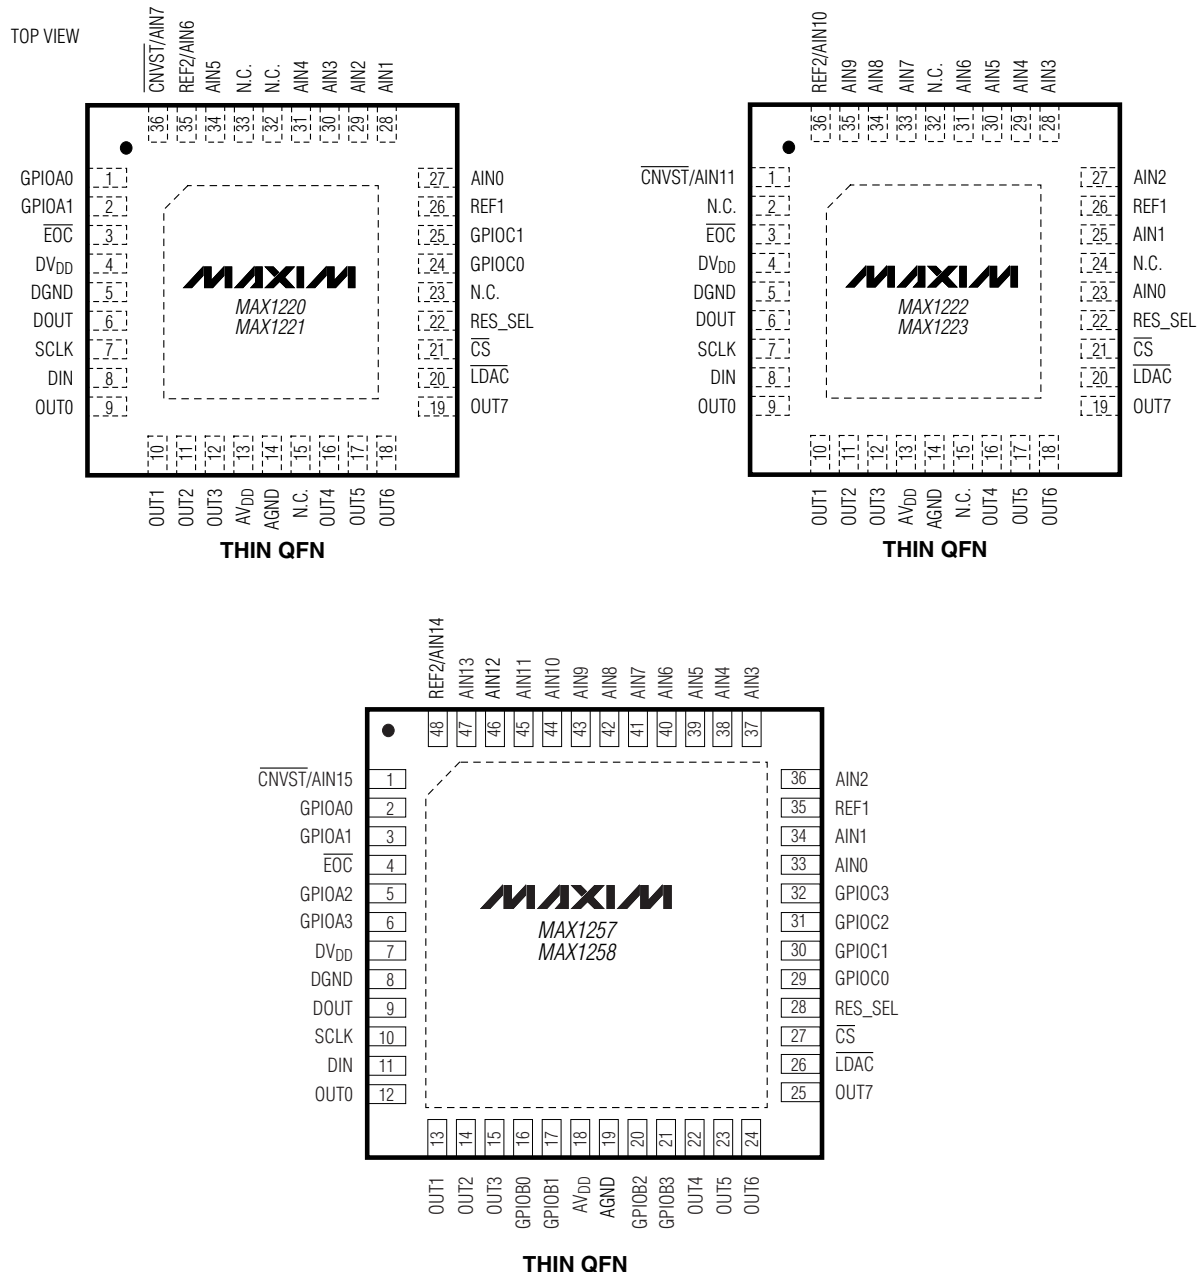 TOP VIEW
CNVST/AIN7
REF2/AIN6
AIN5
N.C.
N.C.
AIN4
AIN3
AIN2
AIN1
36 35 34 33 32 31 30 29 28
GPIOA0 1
GPIOA1 2
EOC 3
DVDD 4
DGND 5
DOUT 6
SCLK 7
DIN 8
OUT0 9
MAXIM
MAX1220
MAX1221
27 AIN0
26 REF1
25 GPIOC1
24 GPIOC0
23 N.C.
22 RES_SEL
21 CS
20 LDAC
19 OUT7
10 11 12 13 14 15 16 17 18
OUT1
OUT2
OUT3
AVDD
AGND
N.C.
OUT4
OUT5
OUT6
THIN QFN
REF2/AIN10
AIN9
AIN8
AIN7
N.C.
AIN6
AIN5
AIN4
AIN3
36 35 34 33 32 31 30 29 28
CNVST/AIN11 1
N.C. 2
EOC 3
DVDD 4
DGND 5
DOUT 6
SCLK 7
DIN 8
OUT0 9
MAXIM
MAX1222
MAX1223
27 AIN2
26 REF1
25 AIN1
24 N.C.
23 AIN0
22 RES_SEL
21 CS
20 LDAC
19 OUT7
10 11 12 13 14 15 16 17 18
OUT1
OUT2
OUT3
AVDD
AGND
N.C.
OUT4
OUT5
OUT6
THIN QFN
REF2/AIN14
AIN13
AIN12
AIN11
AIN10
AIN9
AIN8
AIN7
AIN6
AIN5
AIN4
AIN3
48 47 46 45 44 43 42 41 40 39 38 37
CNVST/AIN15 1
GPIOA0 2
GPIOA1 3
EOC 4
GPIOA2 5
GPIOA3 6
DVDD 7
DGND 8
DOUT 9
SCLK 10
DIN 11
OUT0 12
MAXIM
MAX1257
MAX1258
36 AIN2
35 REF1
34 AIN1
33 AIN0
32 GPIOC3
31 GPIOC2
30 GPIOC1
29 GPIOC0
28 RES_SEL
27 CS
26 LDAC
25 OUT7
13 14 15 16 17 18 19 20 21 22 23 24
OUT1
OUT2
OUT3
GPIOB0
GPIOB1
AVDD
AGND
GPIOB2
GPIOB3
OUT4
OUT5
OUT6
THIN QFN